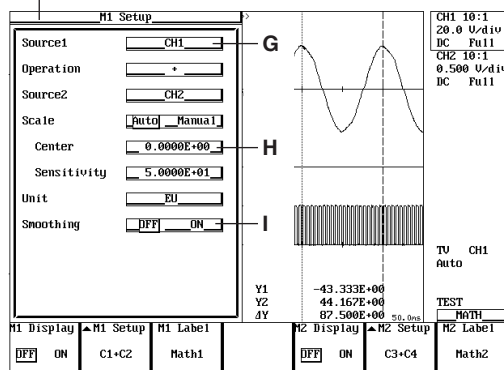 M1 Setup
Source1 CH1 G
Operation +
Source2 CH2
Scale Auto Manual
Center 0.0000E+00 H
Sensitivity 5.0000E+01
Unit EU
Smoothing OFF ON I
CH1 10:1
20.0 V/div
DC Full
CH2 10:1
0.500 V/div
DC Full
TV CH1
Auto
Y1 -43.333E+00
Y2 44.167E+00
ΔY 87.500E+00 50.0ms
TEST
MATH
M1 Display M1 Setup M1 Label M2 Display M2 Setup M2 Label
OFF ON C1+C2 Math1 OFF ON C3+C4 Math2